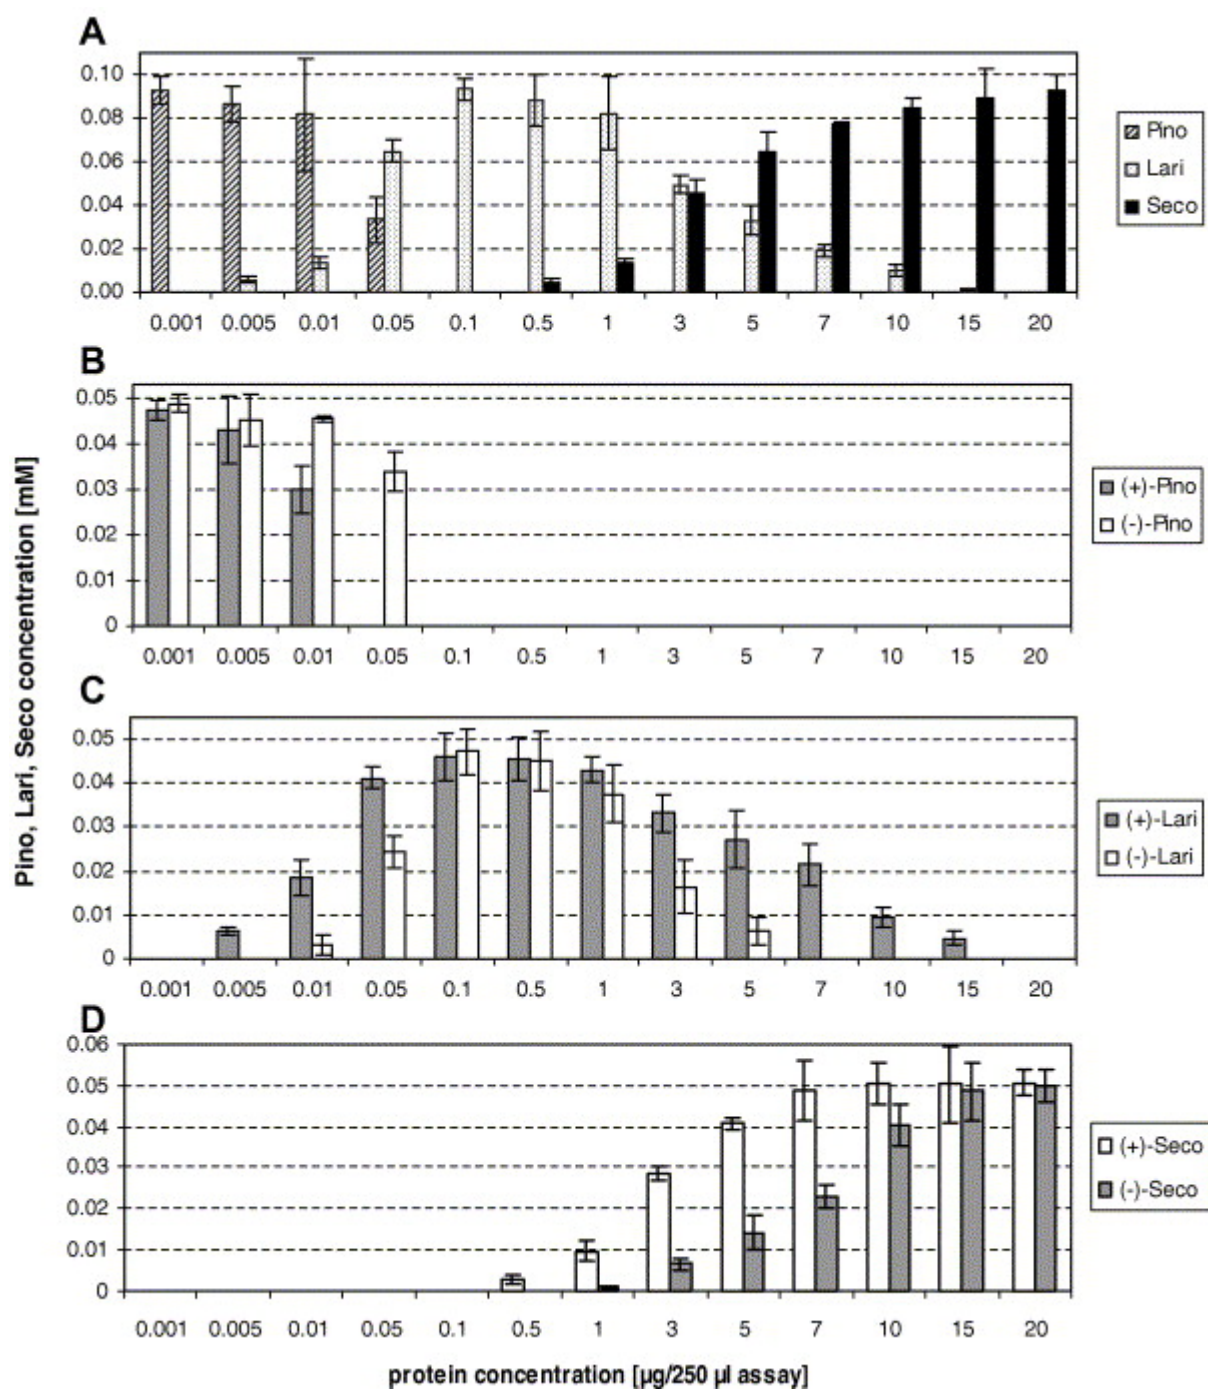 A
0.10
0.08
0.06
0.04
0.02
0.00
0.001 0.005 0.01 0.05 0.1 0.5 1 3 5 7 10 15 20
Pino
Lari
Seco
B
0.05
0.04
0.03
0.02
0.01
0
0.001 0.005 0.01 0.05 0.1 0.5 1 3 5 7 10 15 20
(+)-Pino
(-)-Pino
Pino, Lari, Seco concentration [mM]
C
0.05
0.04
0.03
0.02
0.01
0
0.001 0.005 0.01 0.05 0.1 0.5 1 3 5 7 10 15 20
(+)-Lari
(-)-Lari
D
0.06
0.05
0.04
0.03
0.02
0.01
0
0.001 0.005 0.01 0.05 0.1 0.5 1 3 5 7 10 15 20
(+)-Seco
(-)-Seco
protein concentration [µg/250 µl assay]